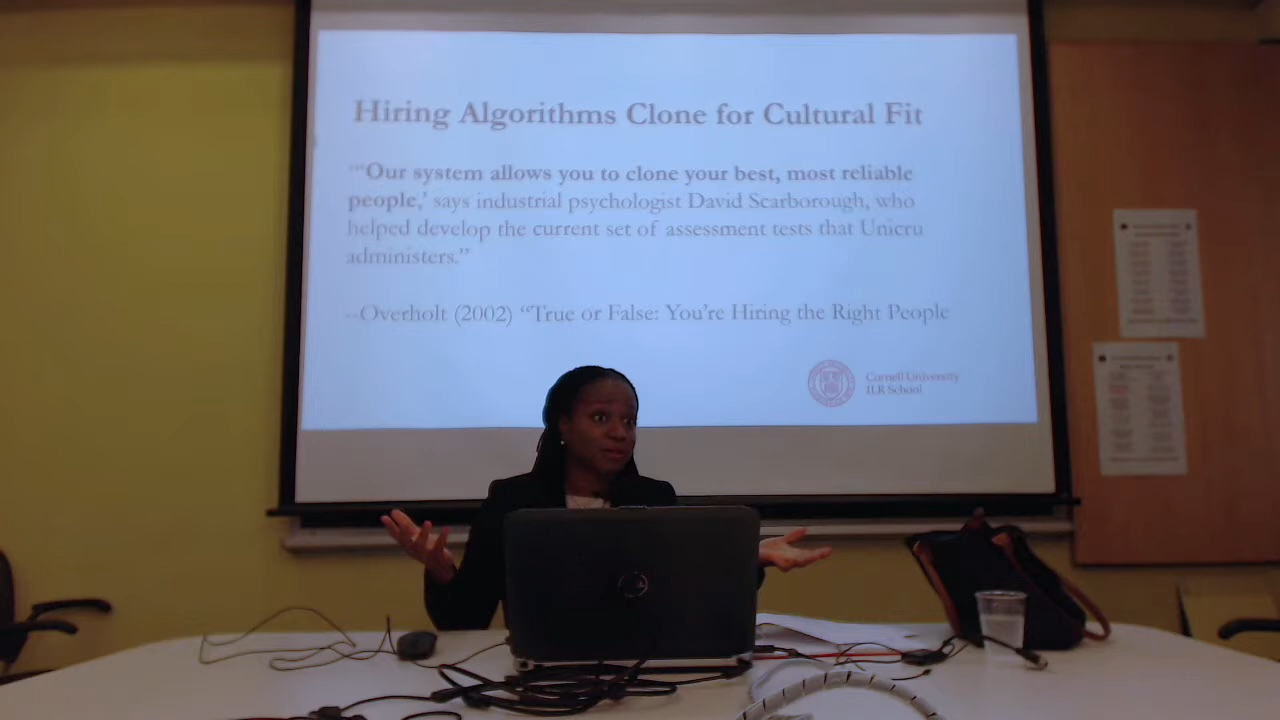 Hiring Algorithms Clone for Cultural Fit
"'Our system allows you to clone your best, most reliable
people,' says industrial psychologist David Scarborough, who
helped develop the current set of assessment tests that Unicru
administers."
--Overholt (2002) "True or False: You're Hiring the Right People
Cornell University
ILR School